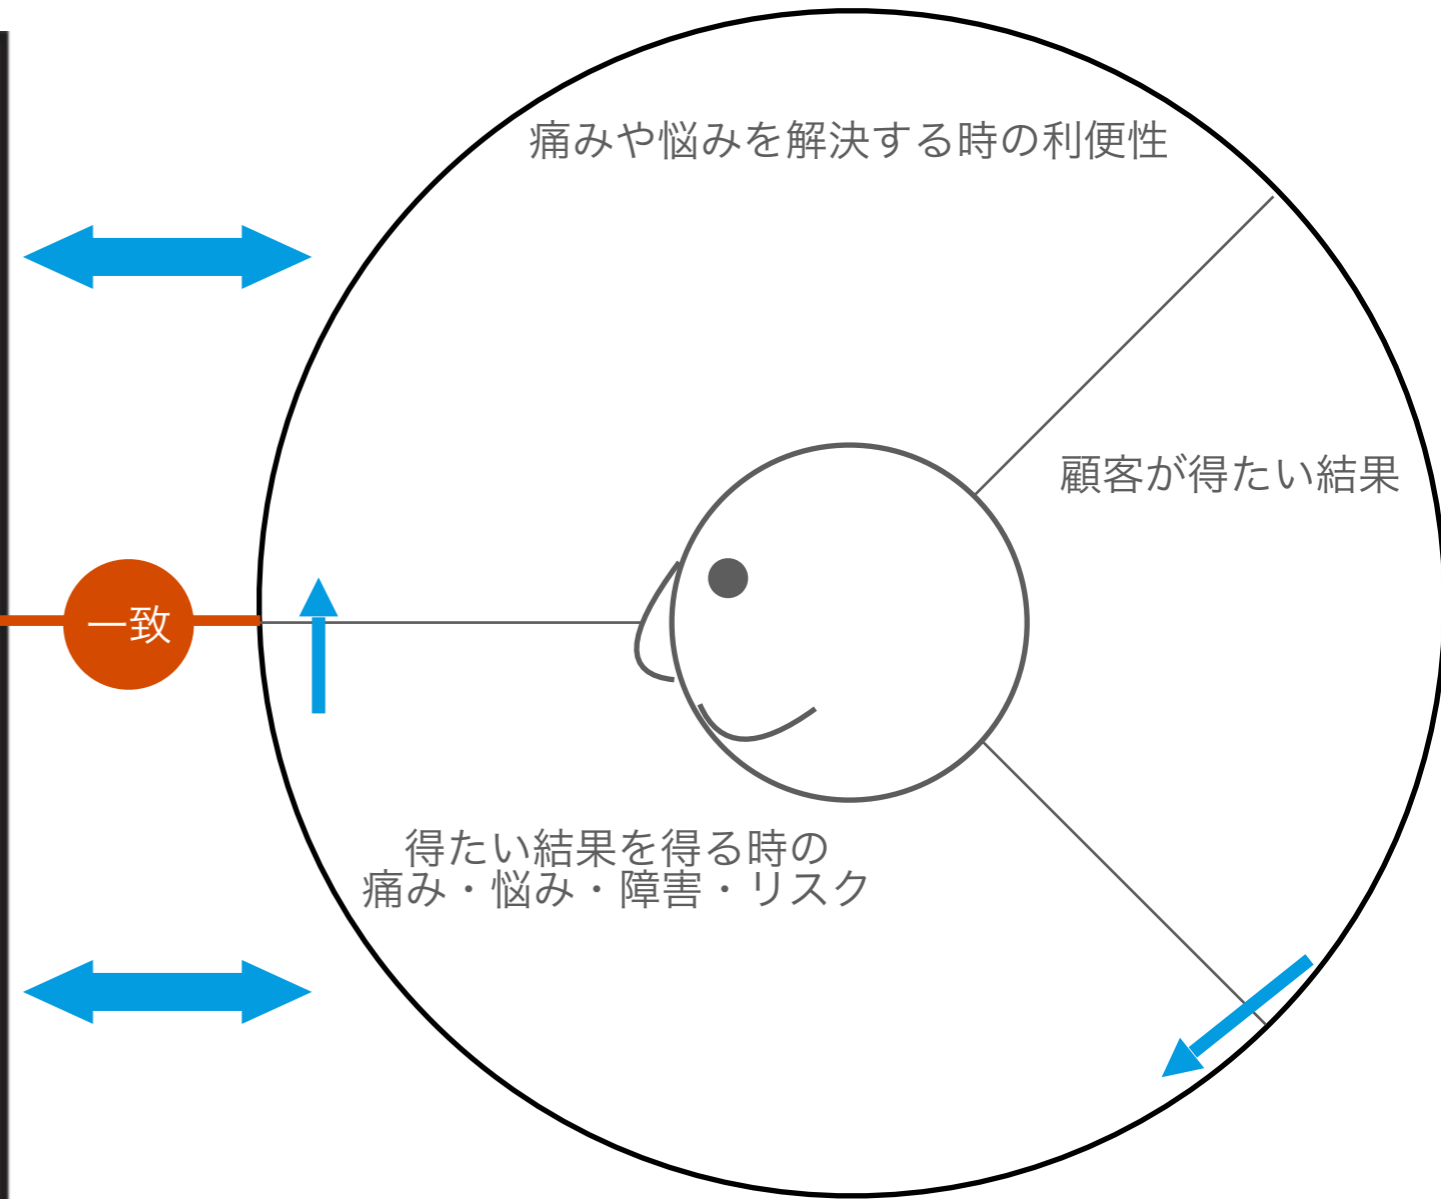 痛みや悩みを解決する時の利便性
顧客が得たい結果
一致
得たい結果を得る時の
痛み・悩み・障害・リスク